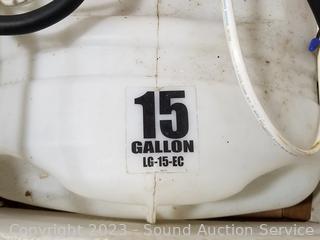 15
GALLON
LG-15-EC
Copyright 2023 - Sound Auction Service